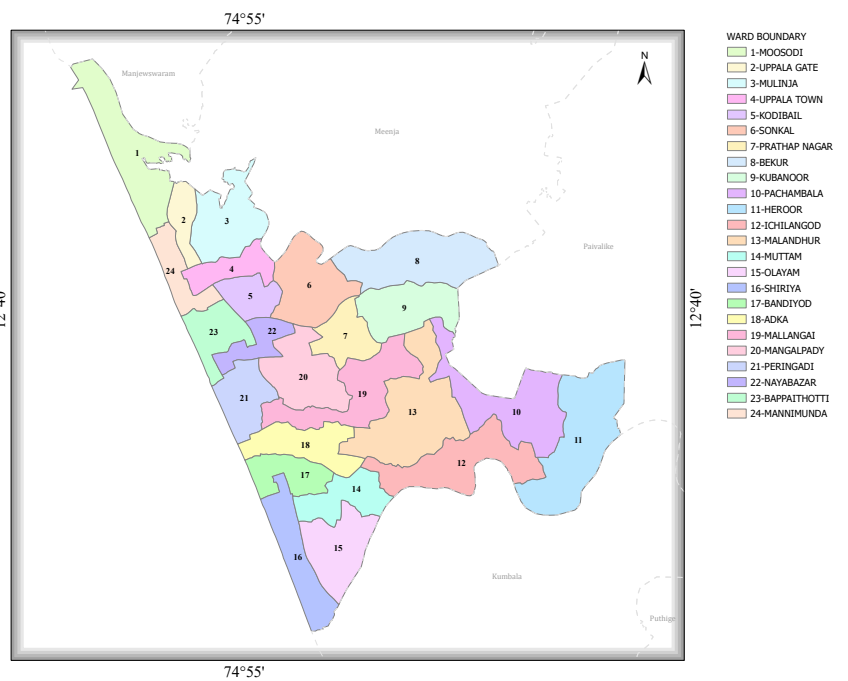 74°55'
WARD BOUNDARY
1-MOOSODI
2-UPPALA GATE
3-MULINJA
4-UPPALA TOWN
5-KODIBAIL
6-SONKAL
7-PRATHAP NAGAR
8-BEKUR
9-KUBANOOR
10-PACHAMBALA
11-HEROOR
12-ICHILANGOD
13-MALANDHUR
14-MUTTAM
15-OLAYAM
16-SHIRIYA
17-BANDIYOD
18-ADKA
19-MALLANGAI
20-MANGALPADY
21-PERINGADI
22-NAYABAZAR
23-BAPPAITHOTTI
24-MANNIMUNDA
N
Manjewswaram
Meenja
Paivalike
Kumbala
Puthige
1
2
3
24
4
5
6
8
9
23
22
7
20
19
21
13
10
11
18
12
17
14
15
16
12°40'
12°40'
74°55'